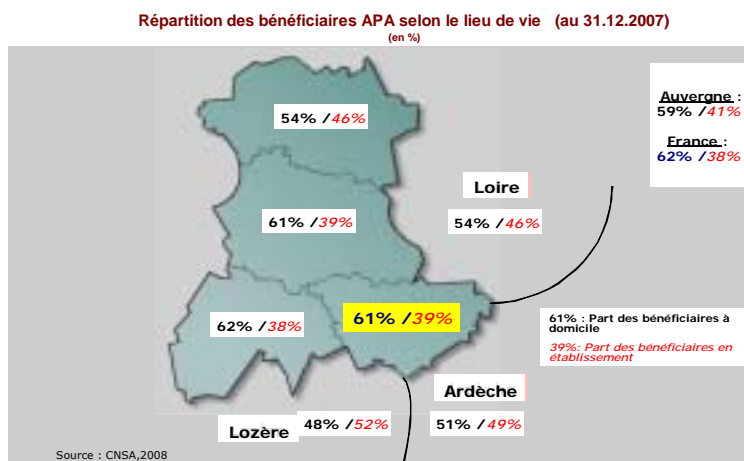 Répartition des bénéficiaires APA selon le lieu de vie (au 31.12.2007)
(en %)
Auvergne :
59% /41%
France :
62% /38%
54% /46%
Loire
54% /46%
61% /39%
62% /38%
61% /39%
61% : Part des bénéficiaires à
domicile
39%: Part des bénéficiaires en
établissement
Ardèche
51% /49%
Lozère
48% /52%
Source : CNSA,2008